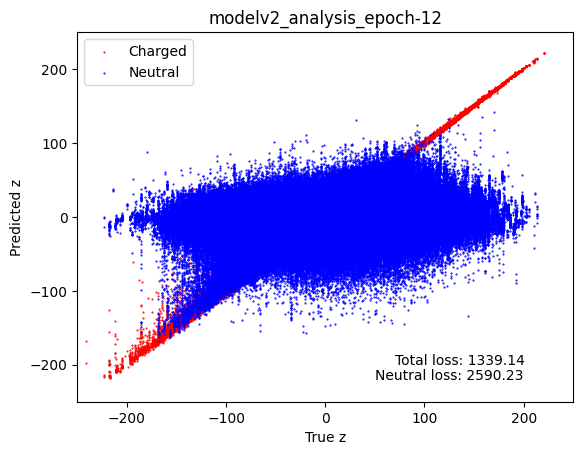 modelv2_analysis_epoch-12
Charged
Neutral
Predicted z
200
100
0
−100
−200
Total loss: 1339.14
Neutral loss: 2590.23
−200
−100
0
100
200
True z